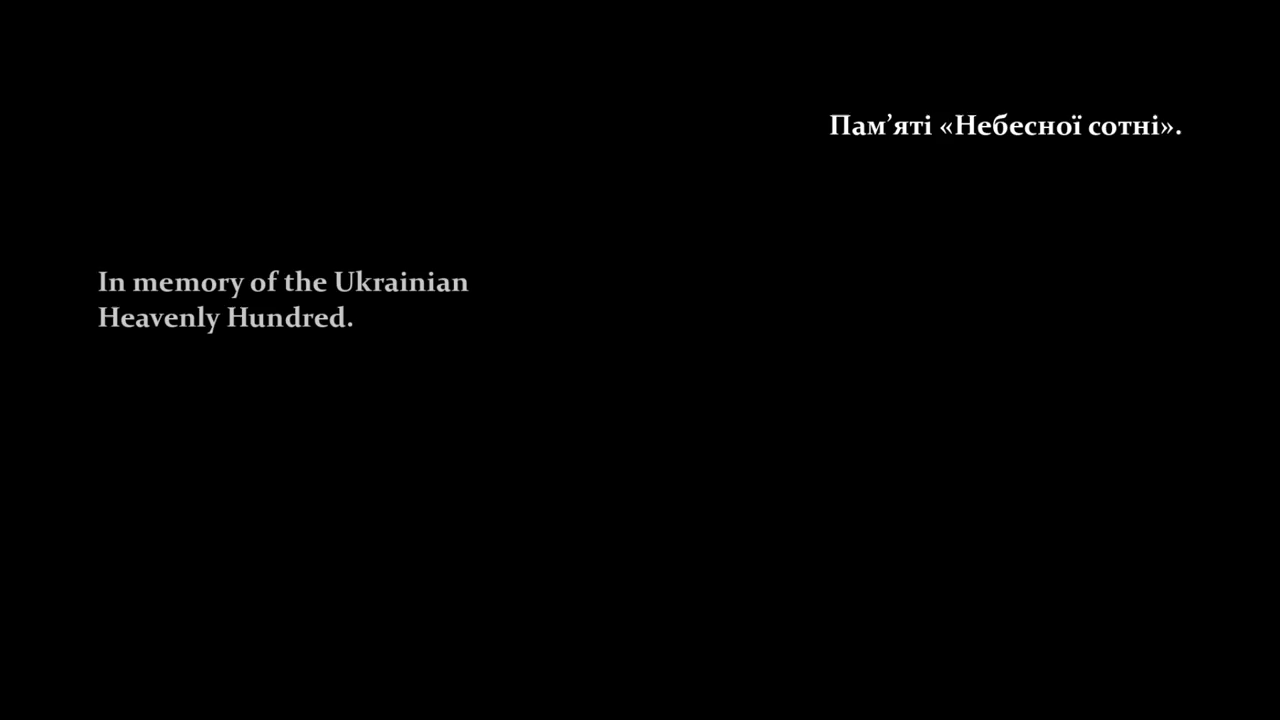 Пам’яті «Небесної сотні».
In memory of the Ukrainian
Heavenly Hundred.